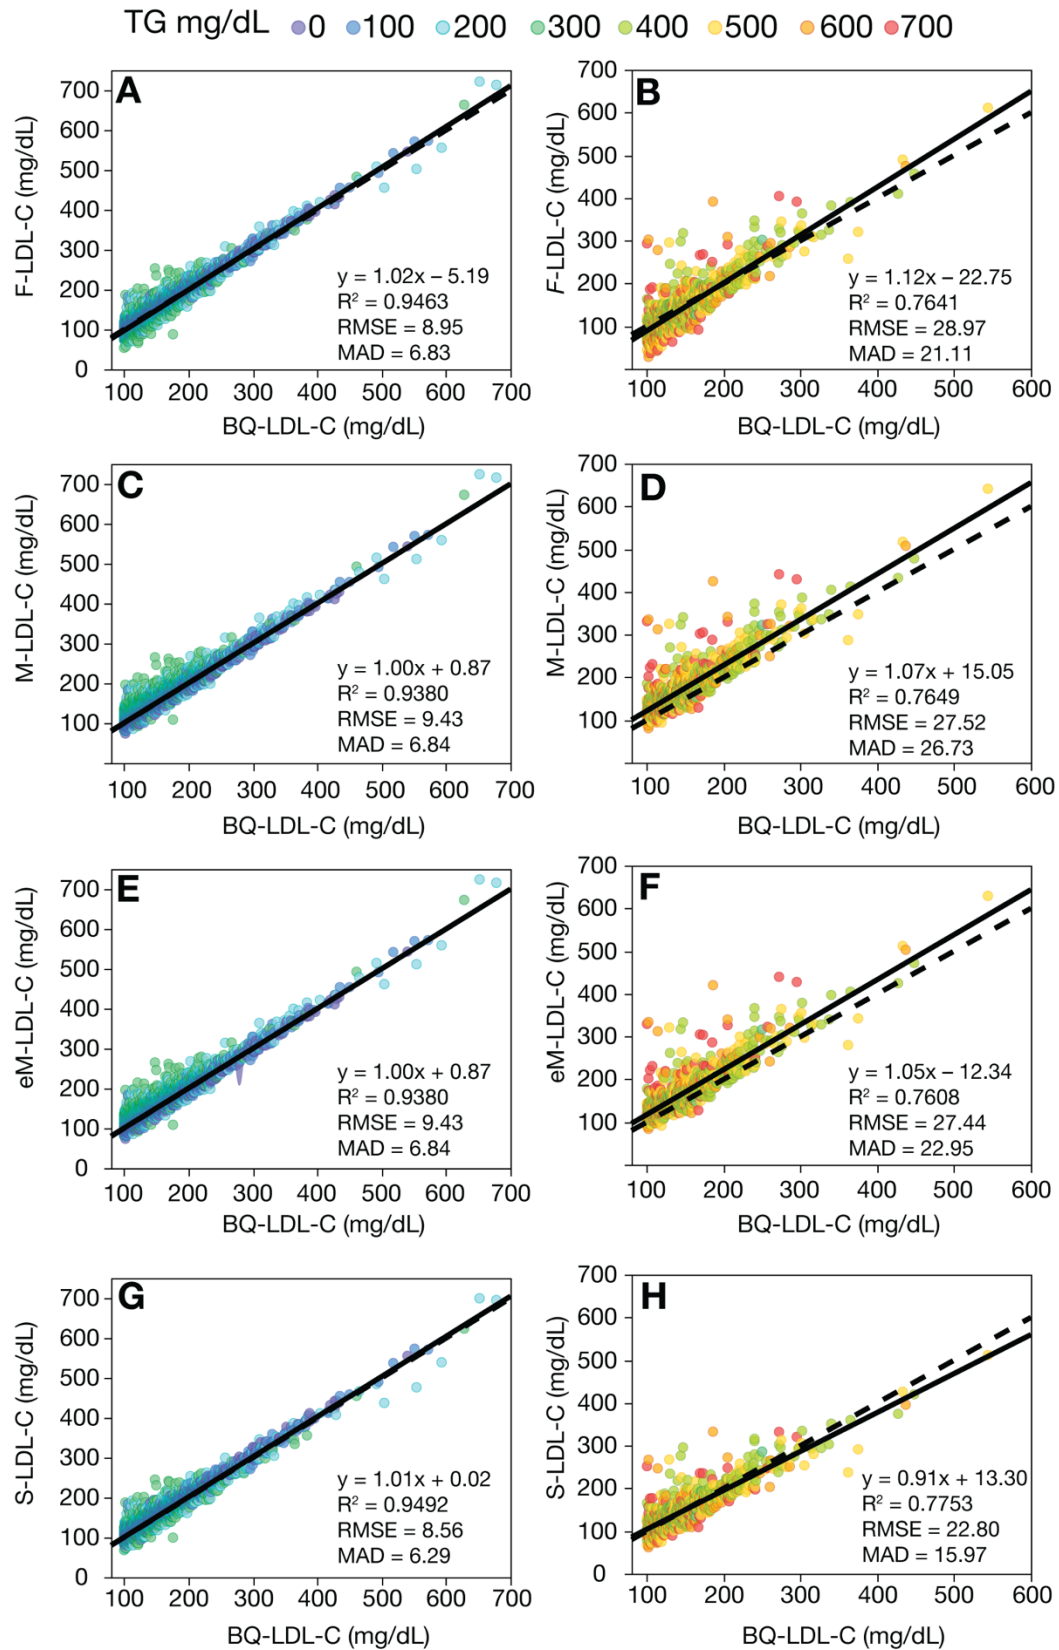 TG mg/dL 0 100 200 300 400 500 600 700
A
F-LDL-C (mg/dL)
700
600
500
400
300
200
100
0
y = 1.02x – 5.19
R² = 0.9463
RMSE = 8.95
MAD = 6.83
100 200 300 400 500 600 700
BQ-LDL-C (mg/dL)
B
F-LDL-C (mg/dL)
700
600
500
400
300
200
100
y = 1.12x – 22.75
R² = 0.7641
RMSE = 28.97
MAD = 21.11
100 200 300 400 500 600
BQ-LDL-C (mg/dL)
C
M-LDL-C (mg/dL)
700
600
500
400
300
200
100
y = 1.00x + 0.87
R² = 0.9380
RMSE = 9.43
MAD = 6.84
100 200 300 400 500 600 700
BQ-LDL-C (mg/dL)
D
M-LDL-C (mg/dL)
700
600
500
400
300
200
100
y = 1.07x + 15.05
R² = 0.7649
RMSE = 27.52
MAD = 26.73
100 200 300 400 500 600
BQ-LDL-C (mg/dL)
E
eM-LDL-C (mg/dL)
700
600
500
400
300
200
100
0
y = 1.00x + 0.87
R² = 0.9380
RMSE = 9.43
MAD = 6.84
100 200 300 400 500 600 700
BQ-LDL-C (mg/dL)
F
eM-LDL-C (mg/dL)
700
600
500
400
300
200
100
y = 1.05x – 12.34
R² = 0.7608
RMSE = 27.44
MAD = 22.95
100 200 300 400 500 600
BQ-LDL-C (mg/dL)
G
S-LDL-C (mg/dL)
700
600
500
400
300
200
100
0
y = 1.01x + 0.02
R² = 0.9492
RMSE = 8.56
MAD = 6.29
100 200 300 400 500 600 700
BQ-LDL-C (mg/dL)
H
S-LDL-C (mg/dL)
700
600
500
400
300
200
100
0
y = 0.91x + 13.30
R² = 0.7753
RMSE = 22.80
MAD = 15.97
100 200 300 400 500 600
BQ-LDL-C (mg/dL)